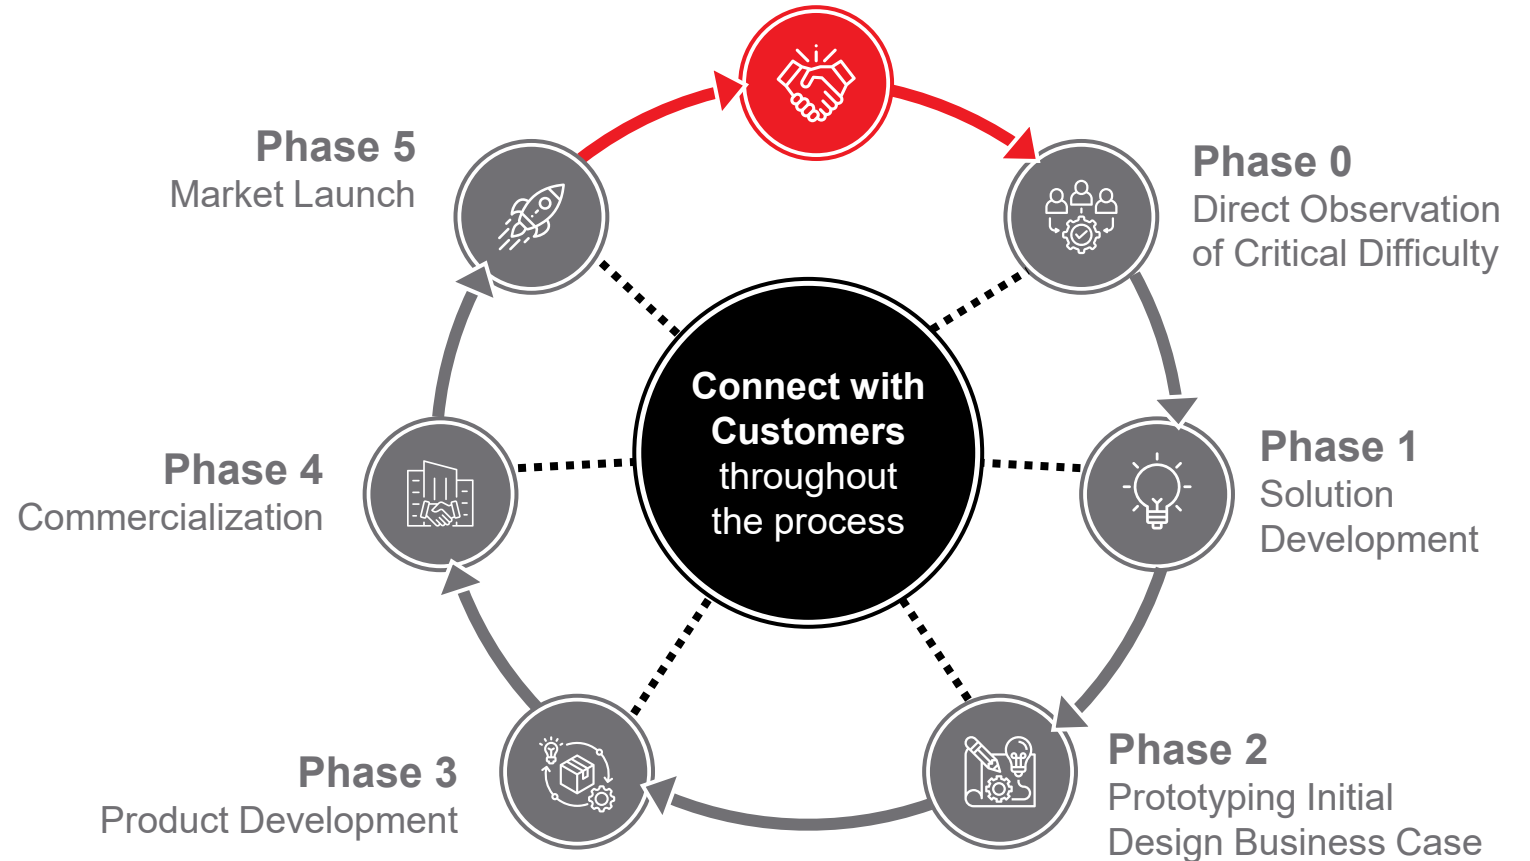 Phase 0
Direct Observation
of Critical Difficulty
Phase 1
Solution
Development
Phase 2
Prototyping Initial
Design Business Case
Phase 3
Product Development
Phase 4
Commercialization
Phase 5
Market Launch
Connect with
Customers
throughout
the process